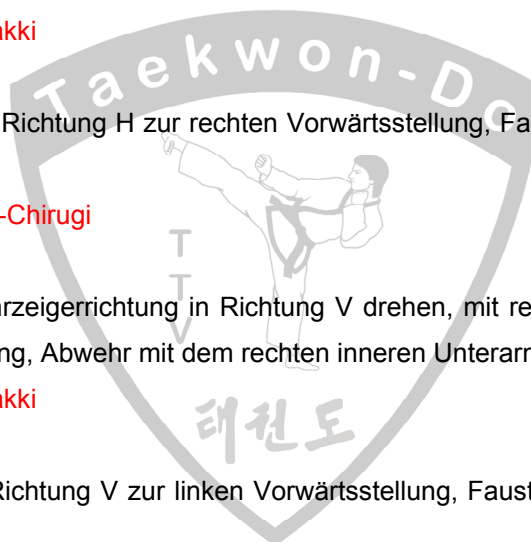 akki
Taekwon-Do
Richtung H zur rechten Vorwärtsstellung, Fa
-Chirugi
TTV
rzeigerrichtung in Richtung V drehen, mit re
ng, Abwehr mit dem rechten inneren Unterarm
akki
태권도
Richtung V zur linken Vorwärtsstellung, Faust